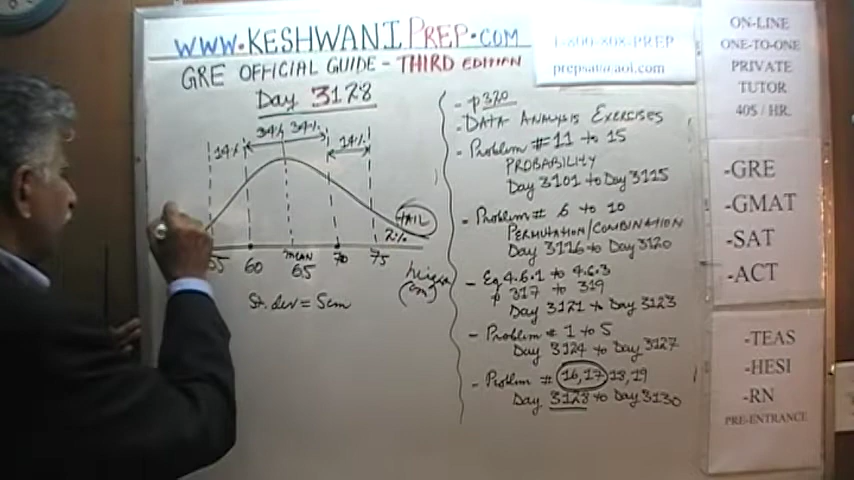 WWW.KESHWANIPREP.COM
1-800-808-PREP
prepsat@aol.com
GRE OFFICIAL GUIDE - THIRD EDITION
Day 3128
14% 34% 34% 14%
TAIL
2%
55 60 MEAN 65 70 75
height
(cm)
St. dev = 5cm
- p 320
- DATA ANALYSIS EXERCISES
- Problem #11 to 15
PROBABILITY
Day 3101 to Day 3115
- Problem # 6 to 10
PERMUTATION/COMBINATION
Day 3116 to Day 3120
- Eg 4.6.1 to 4.6.3
p 317 to 319
Day 3121 to Day 3123
- Problem # 1 to 5
Day 3124 to Day 3127
- Problem # 16, 17, 18, 19
Day 3128 to Day 3130
ON-LINE
ONE-TO-ONE
PRIVATE
TUTOR
40$ / HR.
-GRE
-GMAT
-SAT
-ACT
-TEAS
-HESI
-RN
PRE-ENTRANCE